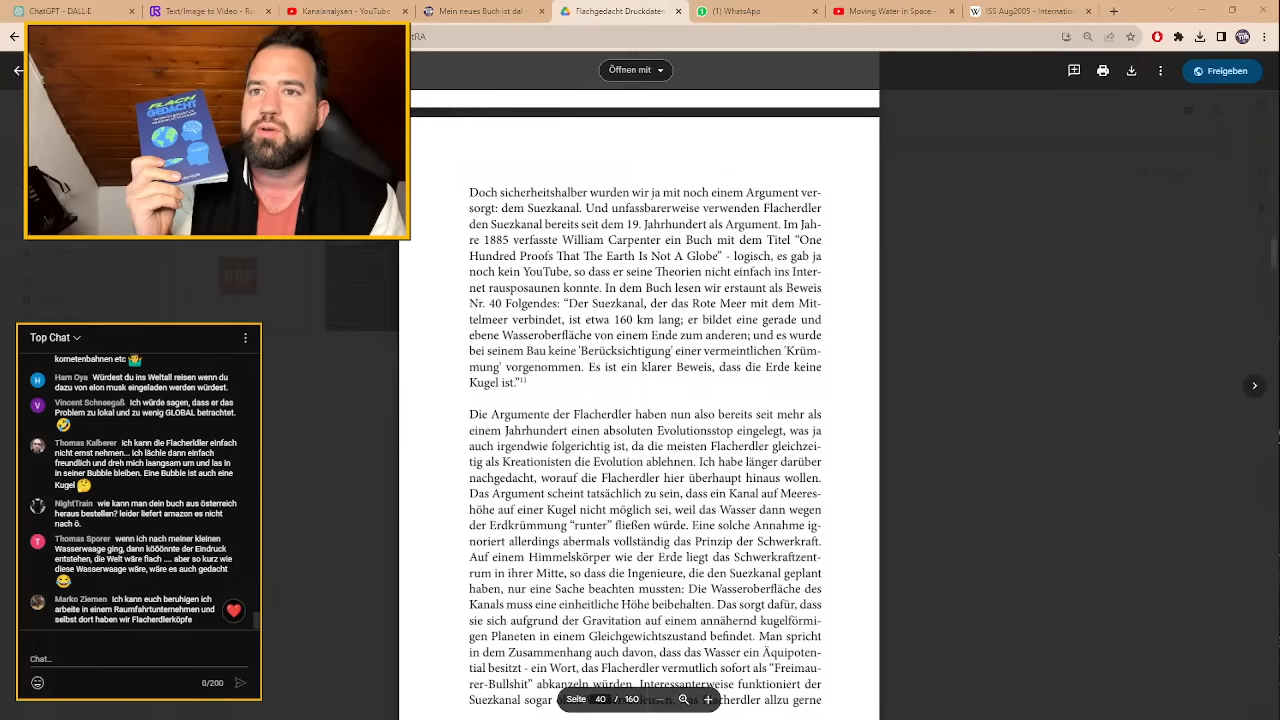 ChatGPT - DALL·E
Text/Image to Video - Ru
Kanalanalysen - YouTube
Mein neues Buch ist da! -
Flachgedacht Druckdaten
(1) WhatsApp
Moving Water in Space -
ISS Aug2005 - Internatio
Öffnen mit
Freigeben
FLACH
GEDACHT
Doch sicherheitshalber wurden wir ja mit noch einem Argument ver-
sorgt: dem Suezkanal. Und unfassbarerweise verwenden Flacherdler
den Suezkanal bereits seit dem 19. Jahrhundert als Argument. Im Jah-
re 1885 verfasste William Carpenter ein Buch mit dem Titel “One
Hundred Proofs That The Earth Is Not A Globe” - logisch, es gab ja
noch kein YouTube, so dass er seine Theorien nicht einfach ins Inter-
net rausposaunen konnte. In dem Buch lesen wir erstaunt als Beweis
Nr. 40 Folgendes: “Der Suezkanal, der das Rote Meer mit dem Mit-
telmeer verbindet, ist etwa 160 km lang; er bildet eine gerade und
ebene Wasseroberfläche von einem Ende zum anderen; und es wurde
bei seinem Bau keine 'Berücksichtigung' einer vermeintlichen 'Krüm-
mung' vorgenommen. Es ist ein klarer Beweis, dass die Erde keine
Kugel ist.”¹¹
Die Argumente der Flacherdler haben nun also bereits seit mehr als
einem Jahrhundert einen absoluten Evolutionsstop eingelegt, was ja
auch irgendwie folgerichtig ist, da die meisten Flacherdler gleichzei-
tig als Kreationisten die Evolution ablehnen. Ich habe länger darüber
nachgedacht, worauf die Flacherdler hier überhaupt hinaus wollen.
Das Argument scheint tatsächlich zu sein, dass ein Kanal auf Meeres-
höhe auf einer Kugel nicht möglich sei, weil das Wasser dann wegen
der Erdkrümmung “runter” fließen würde. Eine solche Annahme ig-
noriert allerdings abermals vollständig das Prinzip der Schwerkraft.
Auf einem Himmelskörper wie der Erde liegt das Schwerkraftzent-
rum in ihrer Mitte, so dass die Ingenieure, die den Suezkanal geplant
haben, nur eine Sache beachten mussten: Die Wasseroberfläche des
Kanals muss eine einheitliche Höhe beibehalten. Das sorgt dafür, dass
sie sich aufgrund der Gravitation auf einem annähernd kugelförmi-
gen Planeten in einem Gleichgewichtszustand befindet. Man spricht
in dem Zusammenhang auch davon, dass das Wasser ein Äquipoten-
tial besitzt - ein Wort, das Flacherdler vermutlich sofort als “Freimau-
rer-Bullshit” abkanzeln würden. Interessanterweise funktioniert der
Suezkanal sogar Flacherdler allzu gerne
Seite 40 / 160
Top Chat
kometenbahnen etc 🤷‍♂️
Ham Oya Würdest du ins Weltall reisen wenn du
dazu von elon musk eingeladen werden würdest.
Vincent Schneegaß Ich würde sagen, dass er das
Problem zu lokal und zu wenig GLOBAL betrachtet.
🤣
Thomas Kalberer Ich kann die Flacherldler einfach
nicht ernst nehmen... Ich lächle dann einfach
freundlich und dreh mich laangsam um und las in
in seiner Bubble bleiben. Eine Bubble ist auch eine
Kugel 🤔
NightTrain wie kann man dein buch aus österreich
heraus bestellen? leider liefert amazon es nicht
nach ö.
Thomas Sporer wenn ich nach meiner kleinen
Wasserwaage ging, dann kööönnte der Eindruck
entstehen, die Welt wäre flach .... aber so kurz wie
diese Wasserwaage wäre, wäre es auch gedacht
😂
Marko Ziernen Ich kann euch beruhigen ich
arbeite in einem Raumfahrtunternehmen und
selbst dort haben wir Flacherdlerköpfe
Chat...
0/200